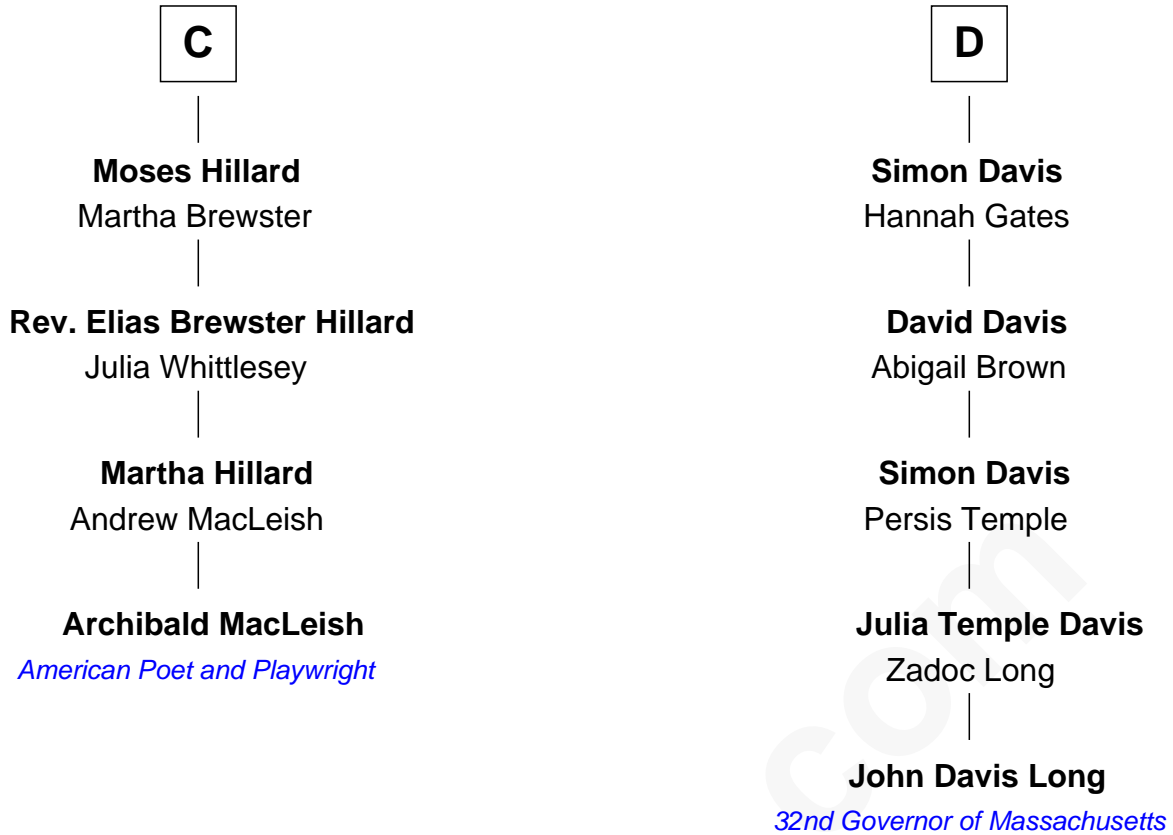 C
Moses Hillard
Martha Brewster
Rev. Elias Brewster Hillard
Julia Whittlesey
Martha Hillard
Andrew MacLeish
Archibald MacLeish
American Poet and Playwright
D
Simon Davis
Hannah Gates
David Davis
Abigail Brown
Simon Davis
Persis Temple
Julia Temple Davis
Zadoc Long
John Davis Long
32nd Governor of Massachusetts
com